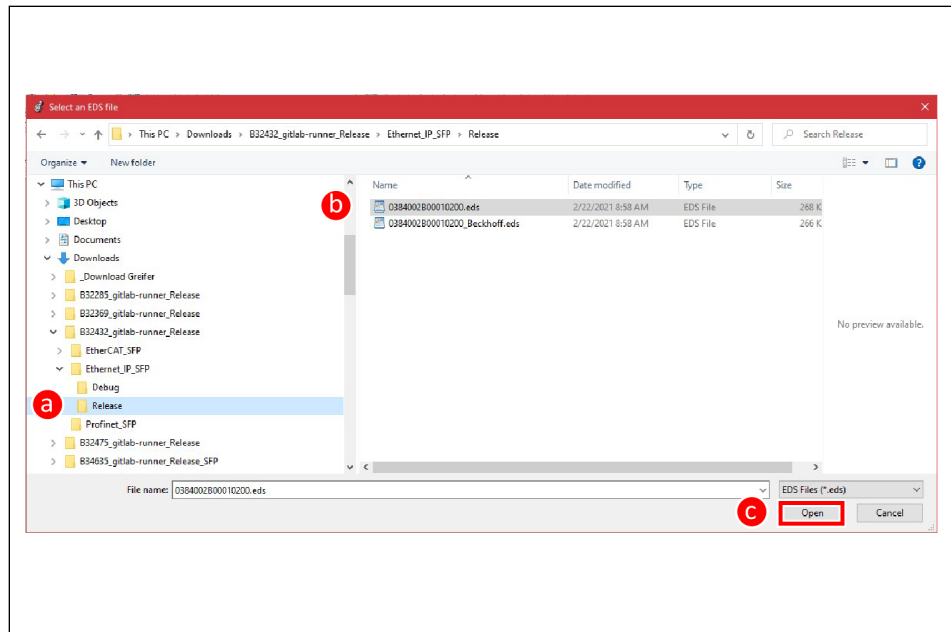 Select an EDS file
This PC > Downloads > B32432_gitlab-runner_Release > Ethernet_IP_SFP > Release
Search Release
Organize
New folder
This PC
3D Objects
Desktop
Documents
Downloads
_Download Greifer
B32285_gitlab-runner_Release
B32369_gitlab-runner_Release
B32432_gitlab-runner_Release
EtherCAT_SFP
Ethernet_IP_SFP
Debug
a
Release
Profinet_SFP
B32475_gitlab-runner_Release
B34635_gitlab-runner_Release_SFP
b
Name Date modified Type Size
0384002B00010200.eds 2/22/2021 8:58 AM EDS File 268 K
0384002B00010200_Beckhoff.eds 2/22/2021 8:58 AM EDS File 266 K
No preview available.
File name: 0384002B00010200.eds
EDS Files (*.eds)
c
Open
Cancel